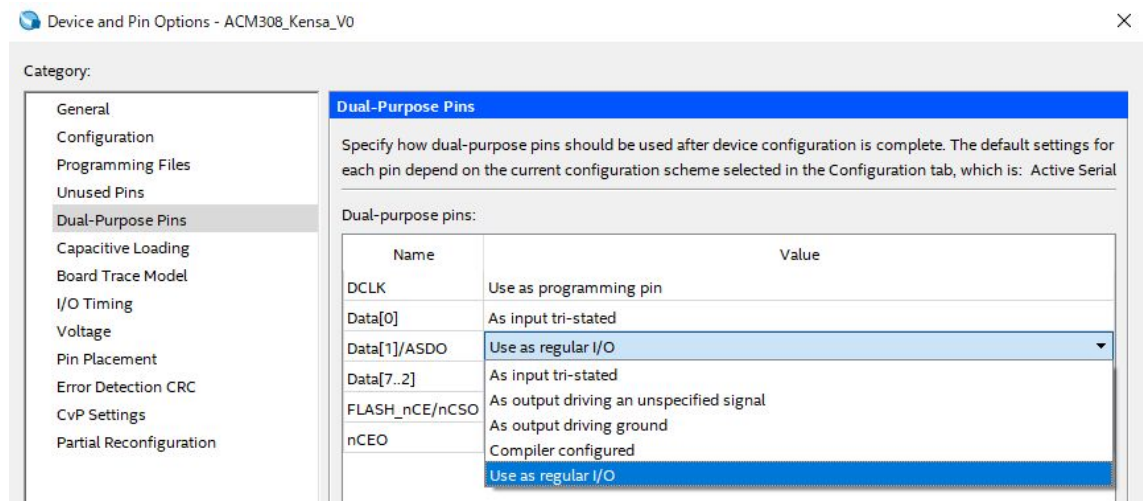 Device and Pin Options - ACM308_Kensa_V0
Category:
General
Configuration
Programming Files
Unused Pins
Dual-Purpose Pins
Capacitive Loading
Board Trace Model
I/O Timing
Voltage
Pin Placement
Error Detection CRC
CvP Settings
Partial Reconfiguration
Dual-Purpose Pins
Specify how dual-purpose pins should be used after device configuration is complete. The default settings for
each pin depend on the current configuration scheme selected in the Configuration tab, which is: Active Serial
Dual-purpose pins:
Name Value
DCLK Use as programming pin
Data[0] As input tri-stated
Data[1]/ASDO Use as regular I/O
Data[7..2]
FLASH_nCE/nCSO
nCEO
As input tri-stated
As output driving an unspecified signal
As output driving ground
Compiler configured
Use as regular I/O